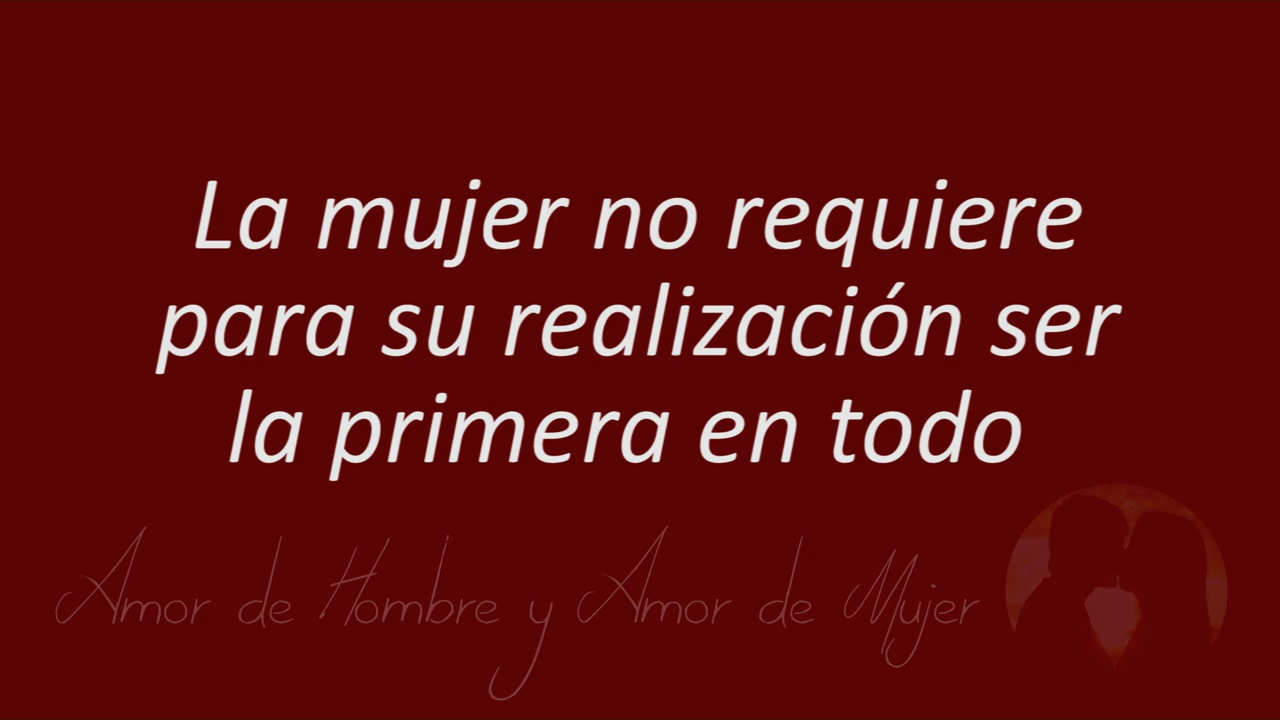 La mujer no requiere
para su realización ser
la primera en todo
Amor de Hombre y Amor de Mujer